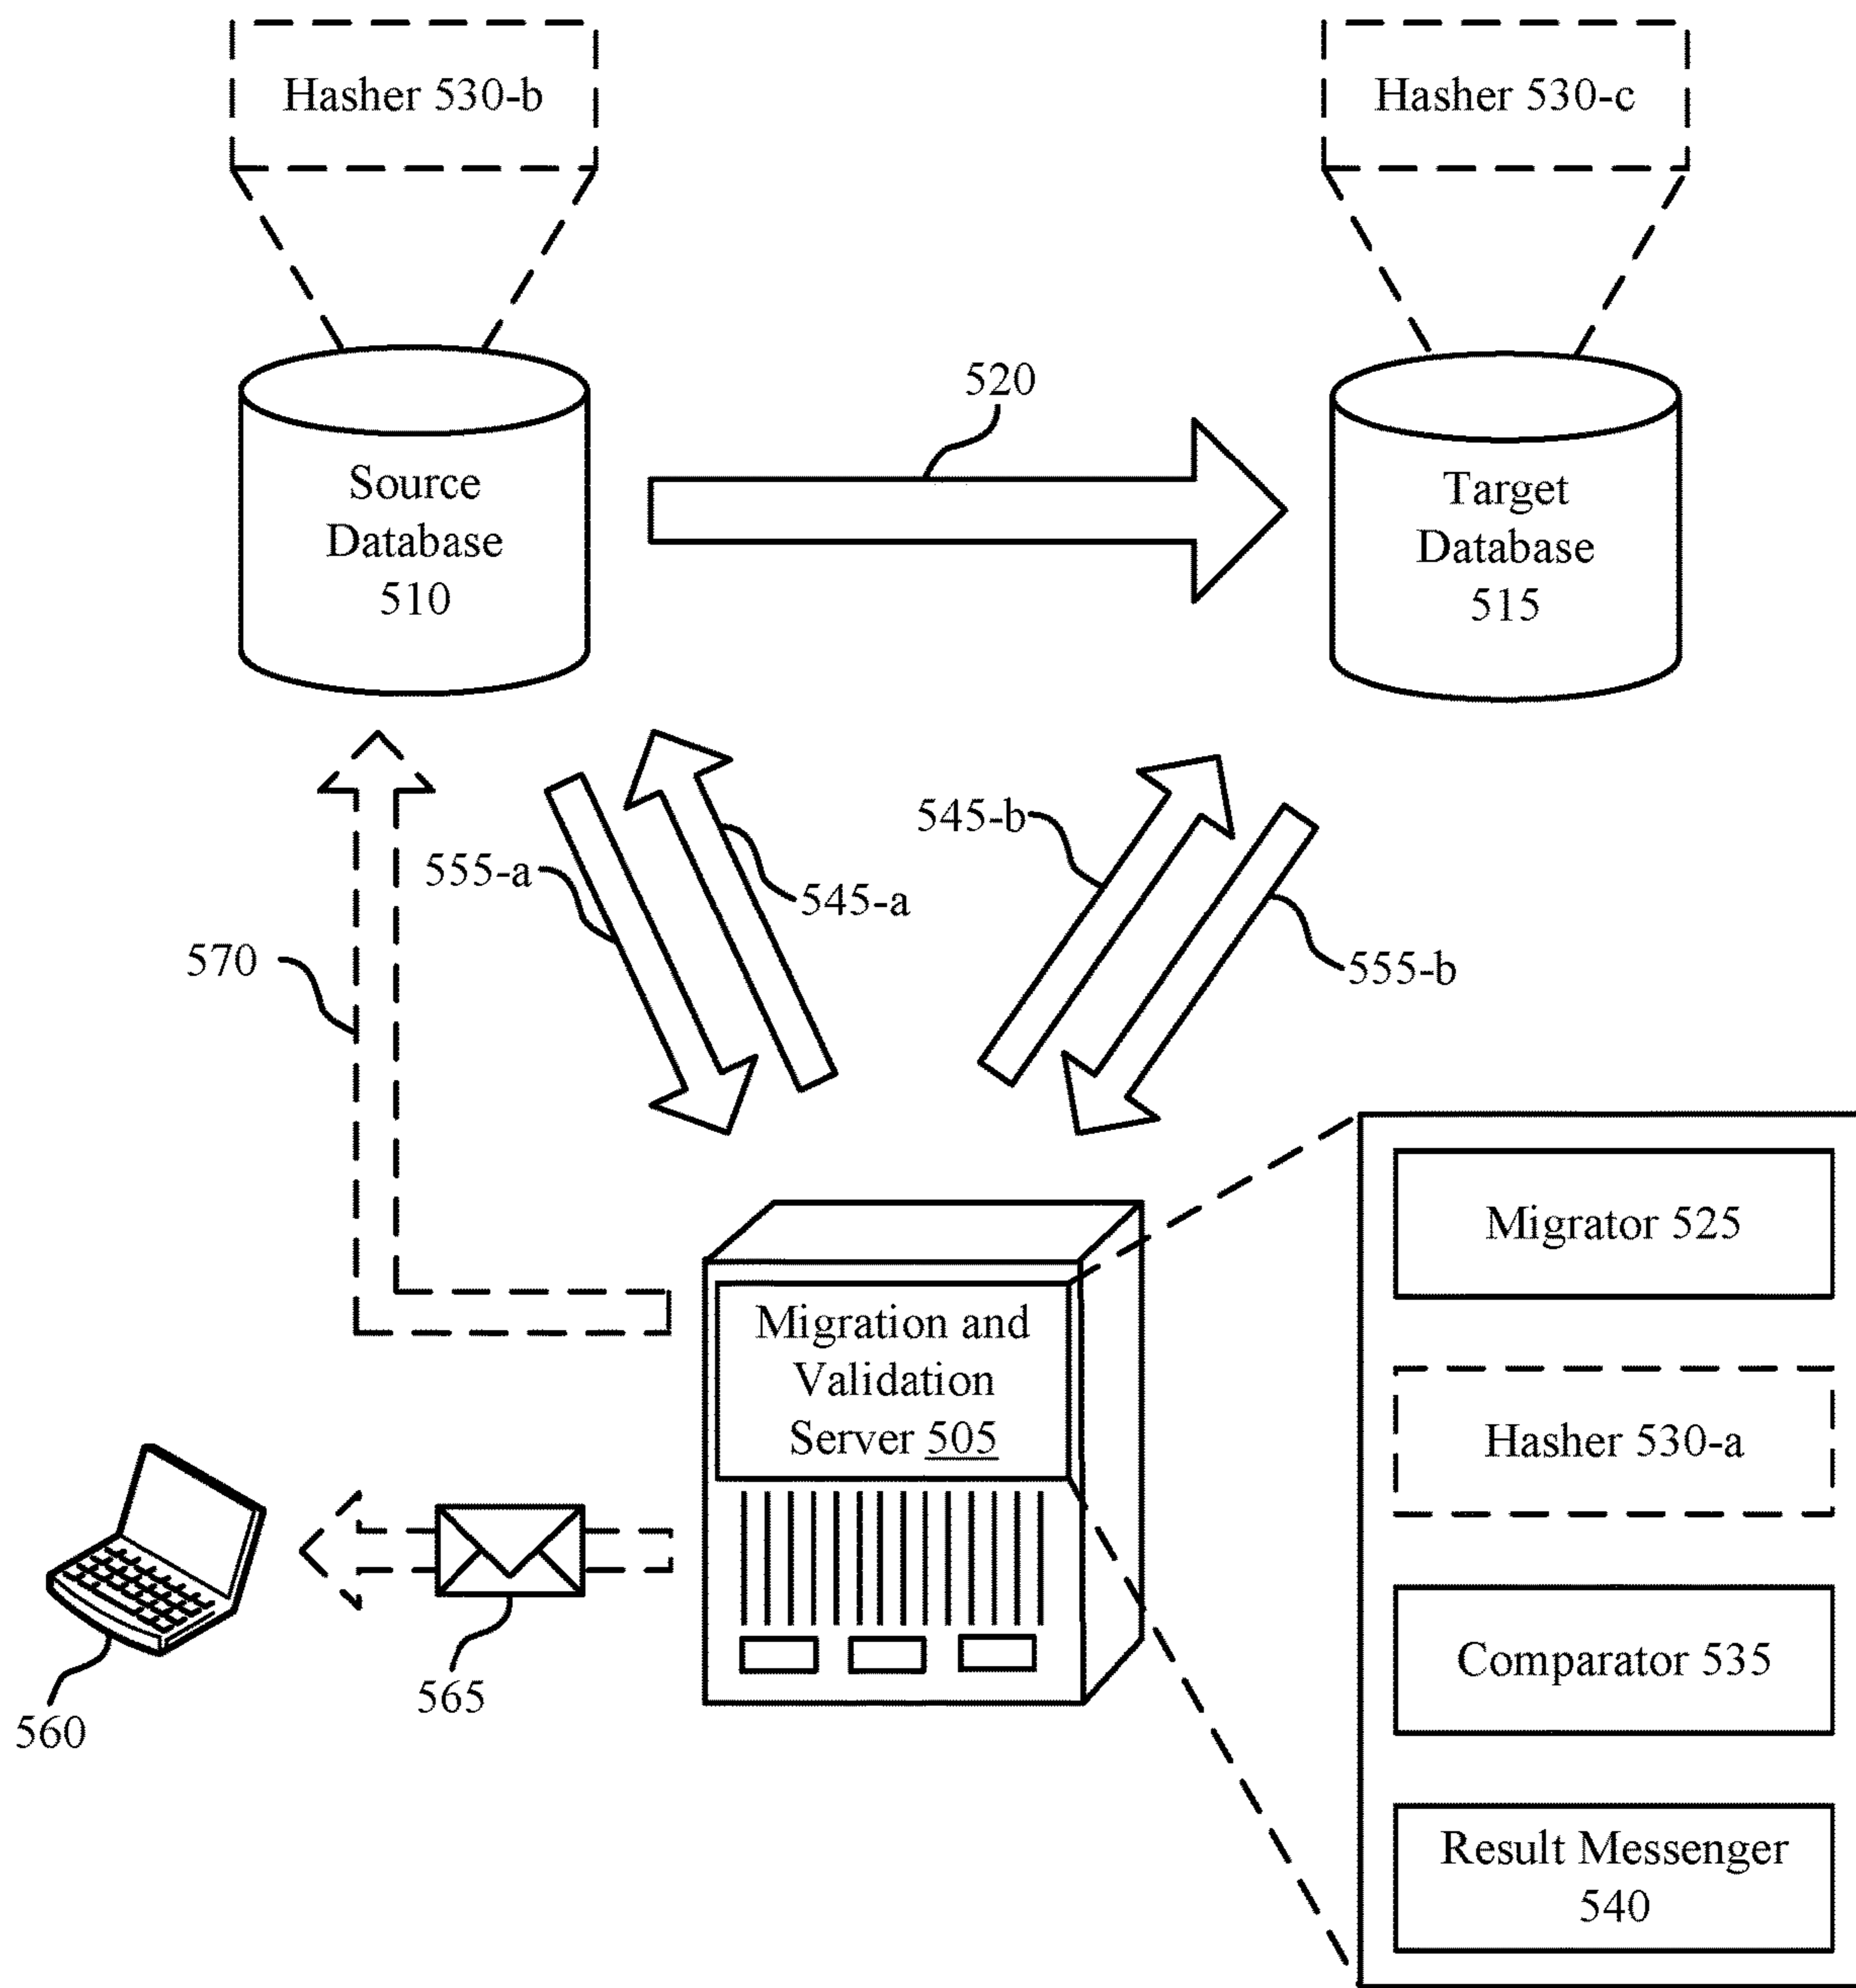 Hasher 530-b
Hasher 530-c
520
Source
Database
510
Target
Database
515
545-b
555-a
545-a
570
555-b
Migrator 525
Migration and
Validation
Server 505
Hasher 530-a
Comparator 535
565
560
Result Messenger
540